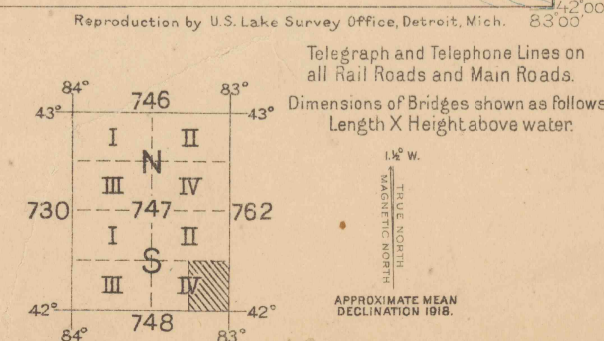 42°00'
Reproduction by U.S. Lake Survey Office, Detroit, Mich.
83°00'
Telegraph and Telephone Lines on
all Rail Roads and Main Roads.
Dimensions of Bridges shown as follows
Length X Height above water.
84° 83°
746
43° 43°
I II
N
III IV
730 747 762
I II
S
III IV
42° 42°
748
84° 83°
1½° W.
TRUE NORTH
MAGNETIC NORTH
APPROXIMATE MEAN
DECLINATION 1918.